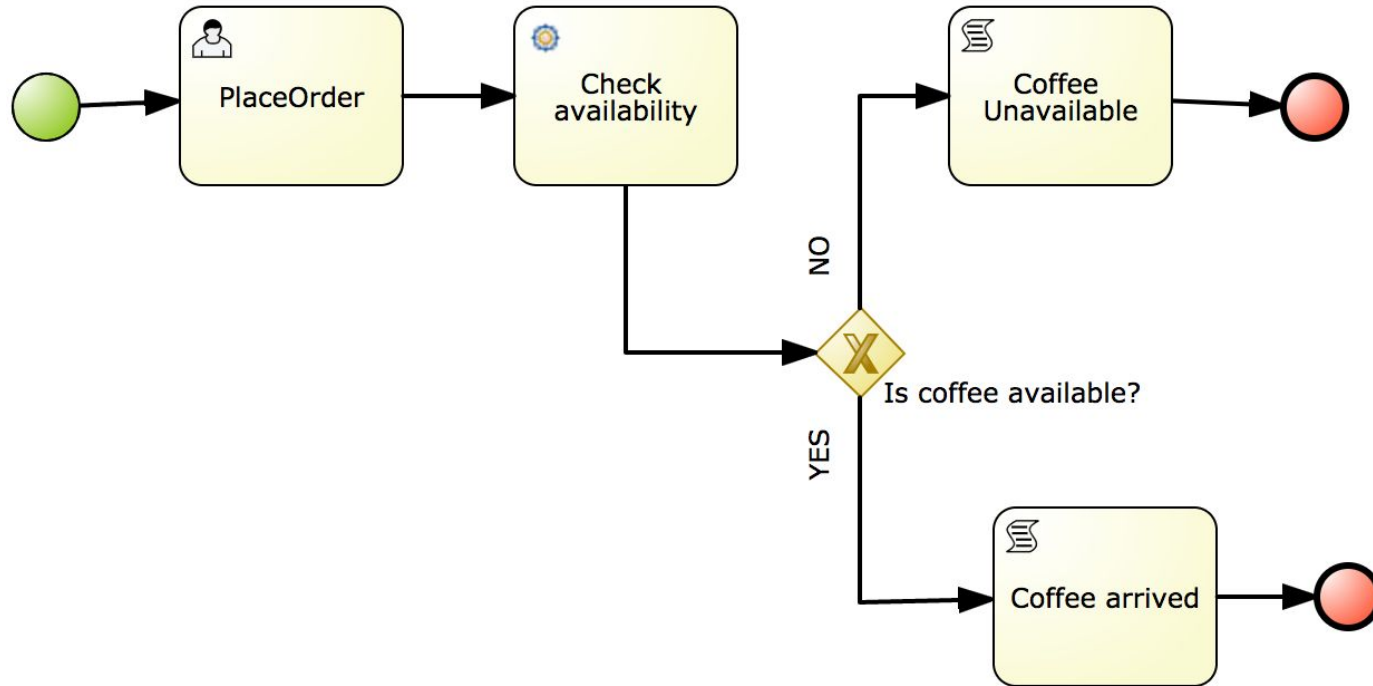 PlaceOrder
Check
availability
Coffee
Unavailable
NO
Is coffee available?
YES
Coffee arrived